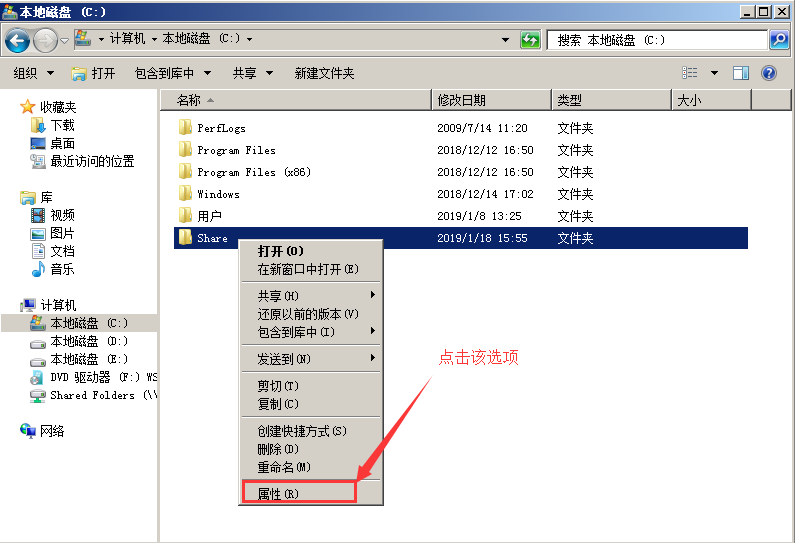 本地磁盘 (C:)
计算机 本地磁盘 (C:)
搜索 本地磁盘 (C:)
组织 打开 包含到库中 共享 新建文件夹
名称 修改日期 类型 大小
收藏夹
下载
桌面
最近访问的位置
库
视频
图片
文档
音乐
计算机
本地磁盘 (C:)
本地磁盘 (D:)
本地磁盘 (E:)
DVD 驱动器 (F:) WS
Shared Folders (\\
网络
PerfLogs 2009/7/14 11:20 文件夹
Program Files 2018/12/12 16:50 文件夹
Program Files (x86) 2018/12/12 16:50 文件夹
Windows 2018/12/14 17:02 文件夹
用户 2019/1/8 13:25 文件夹
Share 2019/1/18 15:55 文件夹
打开(O)
在新窗口中打开(E)
共享(H)
还原以前的版本(V)
包含到库中(I)
发送到(N)
剪切(T)
复制(C)
创建快捷方式(S)
删除(D)
重命名(M)
属性(R)
点击该选项